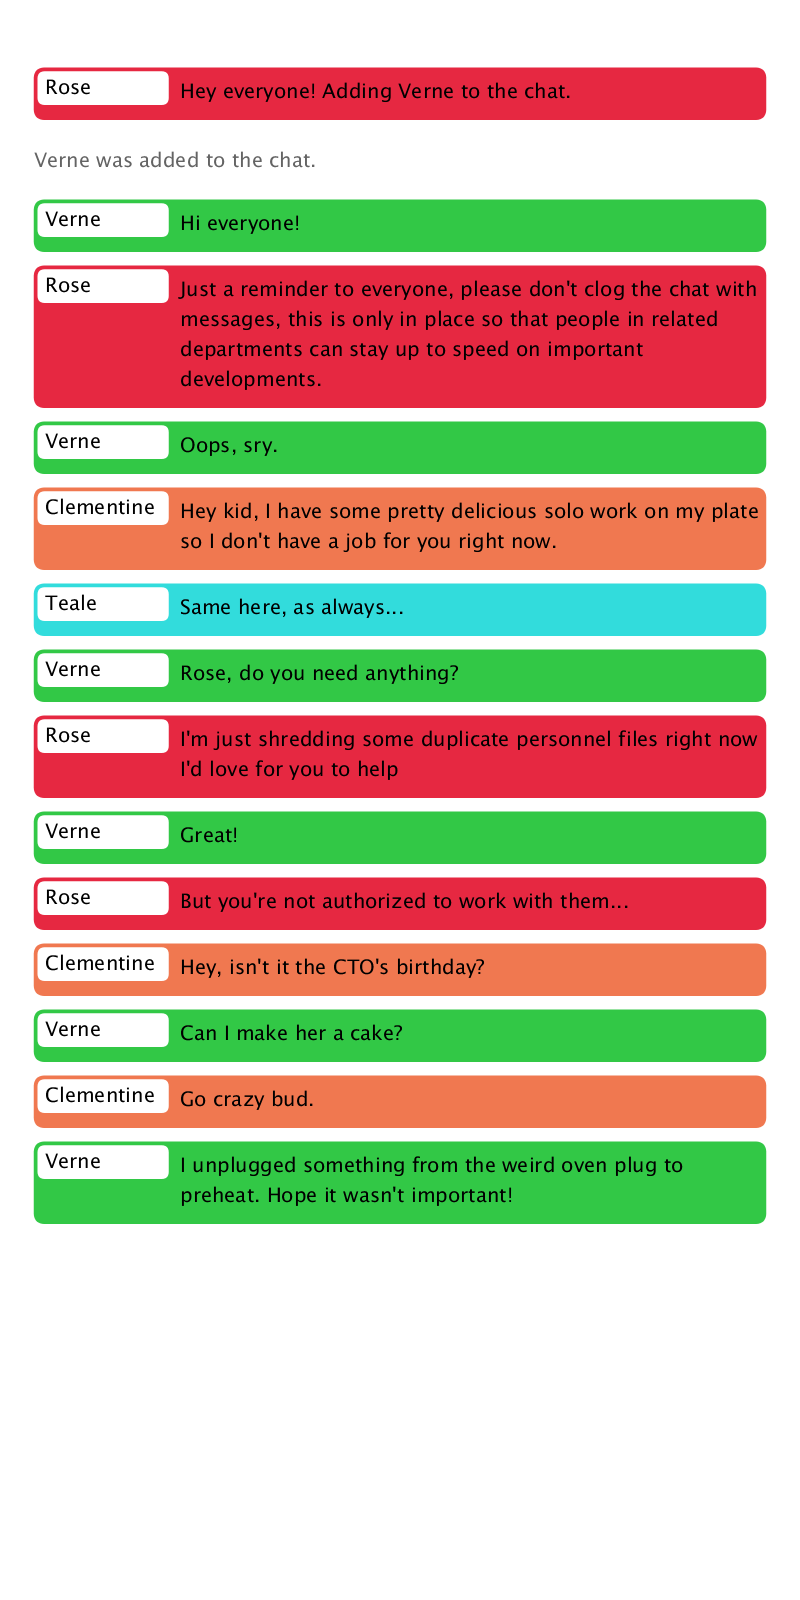 Rose
Hey everyone! Adding Verne to the chat.
Verne was added to the chat.
Verne
Hi everyone!
Rose
Just a reminder to everyone, please don't clog the chat with
messages, this is only in place so that people in related
departments can stay up to speed on important
developments.
Verne
Oops, sry.
Clementine
Hey kid, I have some pretty delicious solo work on my plate
so I don't have a job for you right now.
Teale
Same here, as always...
Verne
Rose, do you need anything?
Rose
I'm just shredding some duplicate personnel files right now
I'd love for you to help
Verne
Great!
Rose
But you're not authorized to work with them...
Clementine
Hey, isn't it the CTO's birthday?
Verne
Can I make her a cake?
Clementine
Go crazy bud.
Verne
I unplugged something from the weird oven plug to
preheat. Hope it wasn't important!